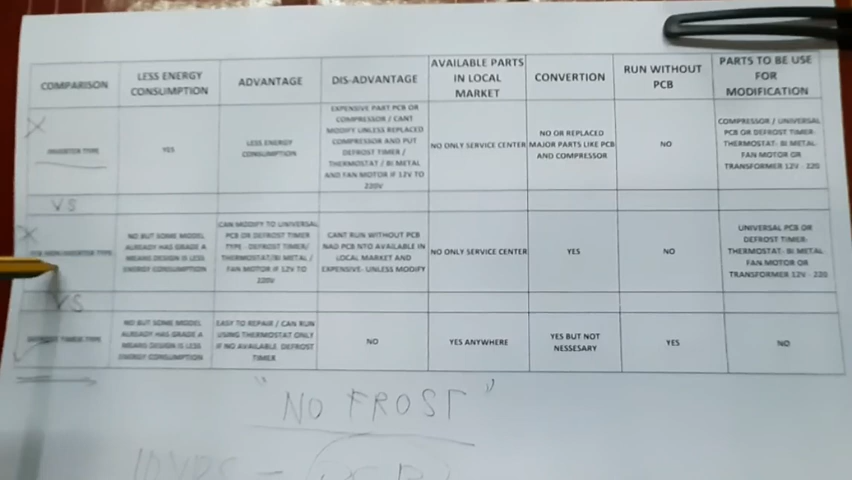 COMPARISON
LESS ENERGY
CONSUMPTION
ADVANTAGE
DIS-ADVANTAGE
AVAILABLE PARTS
IN LOCAL
MARKET
CONVERTION
RUN WITHOUT
PCB
PARTS TO BE USE
FOR
MODIFICATION
X
INVERTER TYPE
YES
LESS ENERGY
CONSUMPTION
EXPENSIVE PART PCB OR
COMPRESSOR / CANT
MODIFY UNLESS REPLACED
COMPRESSOR AND PUT
DEFROST TIMER /
THERMOSTAT / BI METAL
AND FAN MOTOR IF 12V TO
220V
NO ONLY SERVICE CENTER
NO OR REPLACED
MAJOR PARTS LIKE PCB
AND COMPRESSOR
NO
COMPRESSOR / UNIVERSAL
PCB OR DEFROST TIMER-
THERMOSTAT- BI METAL
FAN MOTOR OR
TRANSFORMER 12V - 220
VS
X
NON-INVERTER TYPE
NO BUT SOME MODEL
ALREADY HAS GRADE A
MEANS DESIGN IS LESS
ENERGY CONSUMPTION
CAN MODIFY TO UNIVERSAL
PCB OR DEFROST TIMER
TYPE - DEFROST TIMER/
THERMOSTAT/BI METAL /
FAN MOTOR IF 12V TO
220V
CANT RUN WITHOUT PCB
NAD PCB NTO AVAILABLE IN
LOCAL MARKET AND
EXPENSIVE- UNLESS MODIFY
NO ONLY SERVICE CENTER
YES
NO
UNIVERSAL PCB OR
DEFROST TIMER-
THERMOSTAT- BI METAL
FAN MOTOR OR
TRANSFORMER 12V - 220
VS
DEFROST TIMER TYPE
NO BUT SOME MODEL
ALREADY HAS GRADE A
MEANS DESIGN IS LESS
ENERGY CONSUMPTION
EASY TO REPAIR / CAN RUN
USING THERMOSTAT ONLY
IF NO AVAILABLE DEFROST
TIMER
NO
YES ANYWHERE
YES BUT NOT
NESSESARY
YES
NO
"NO FROST"